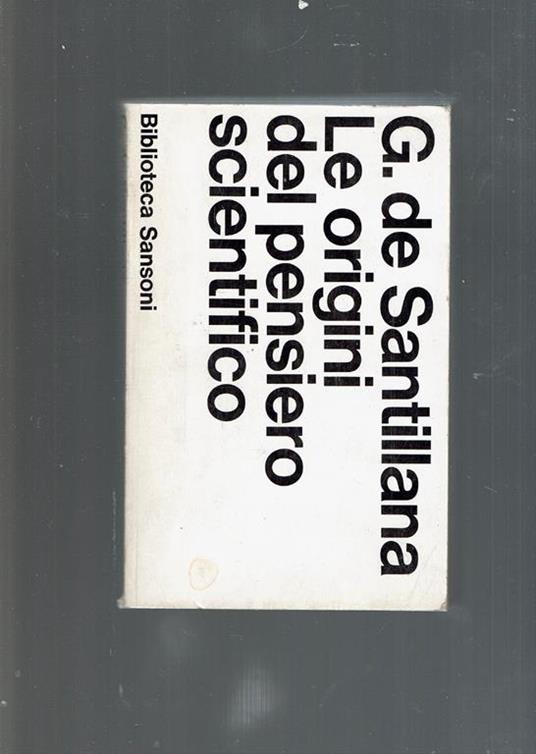 G. de Santillana
Le origini
del pensiero
scientifico
Biblioteca Sansoni